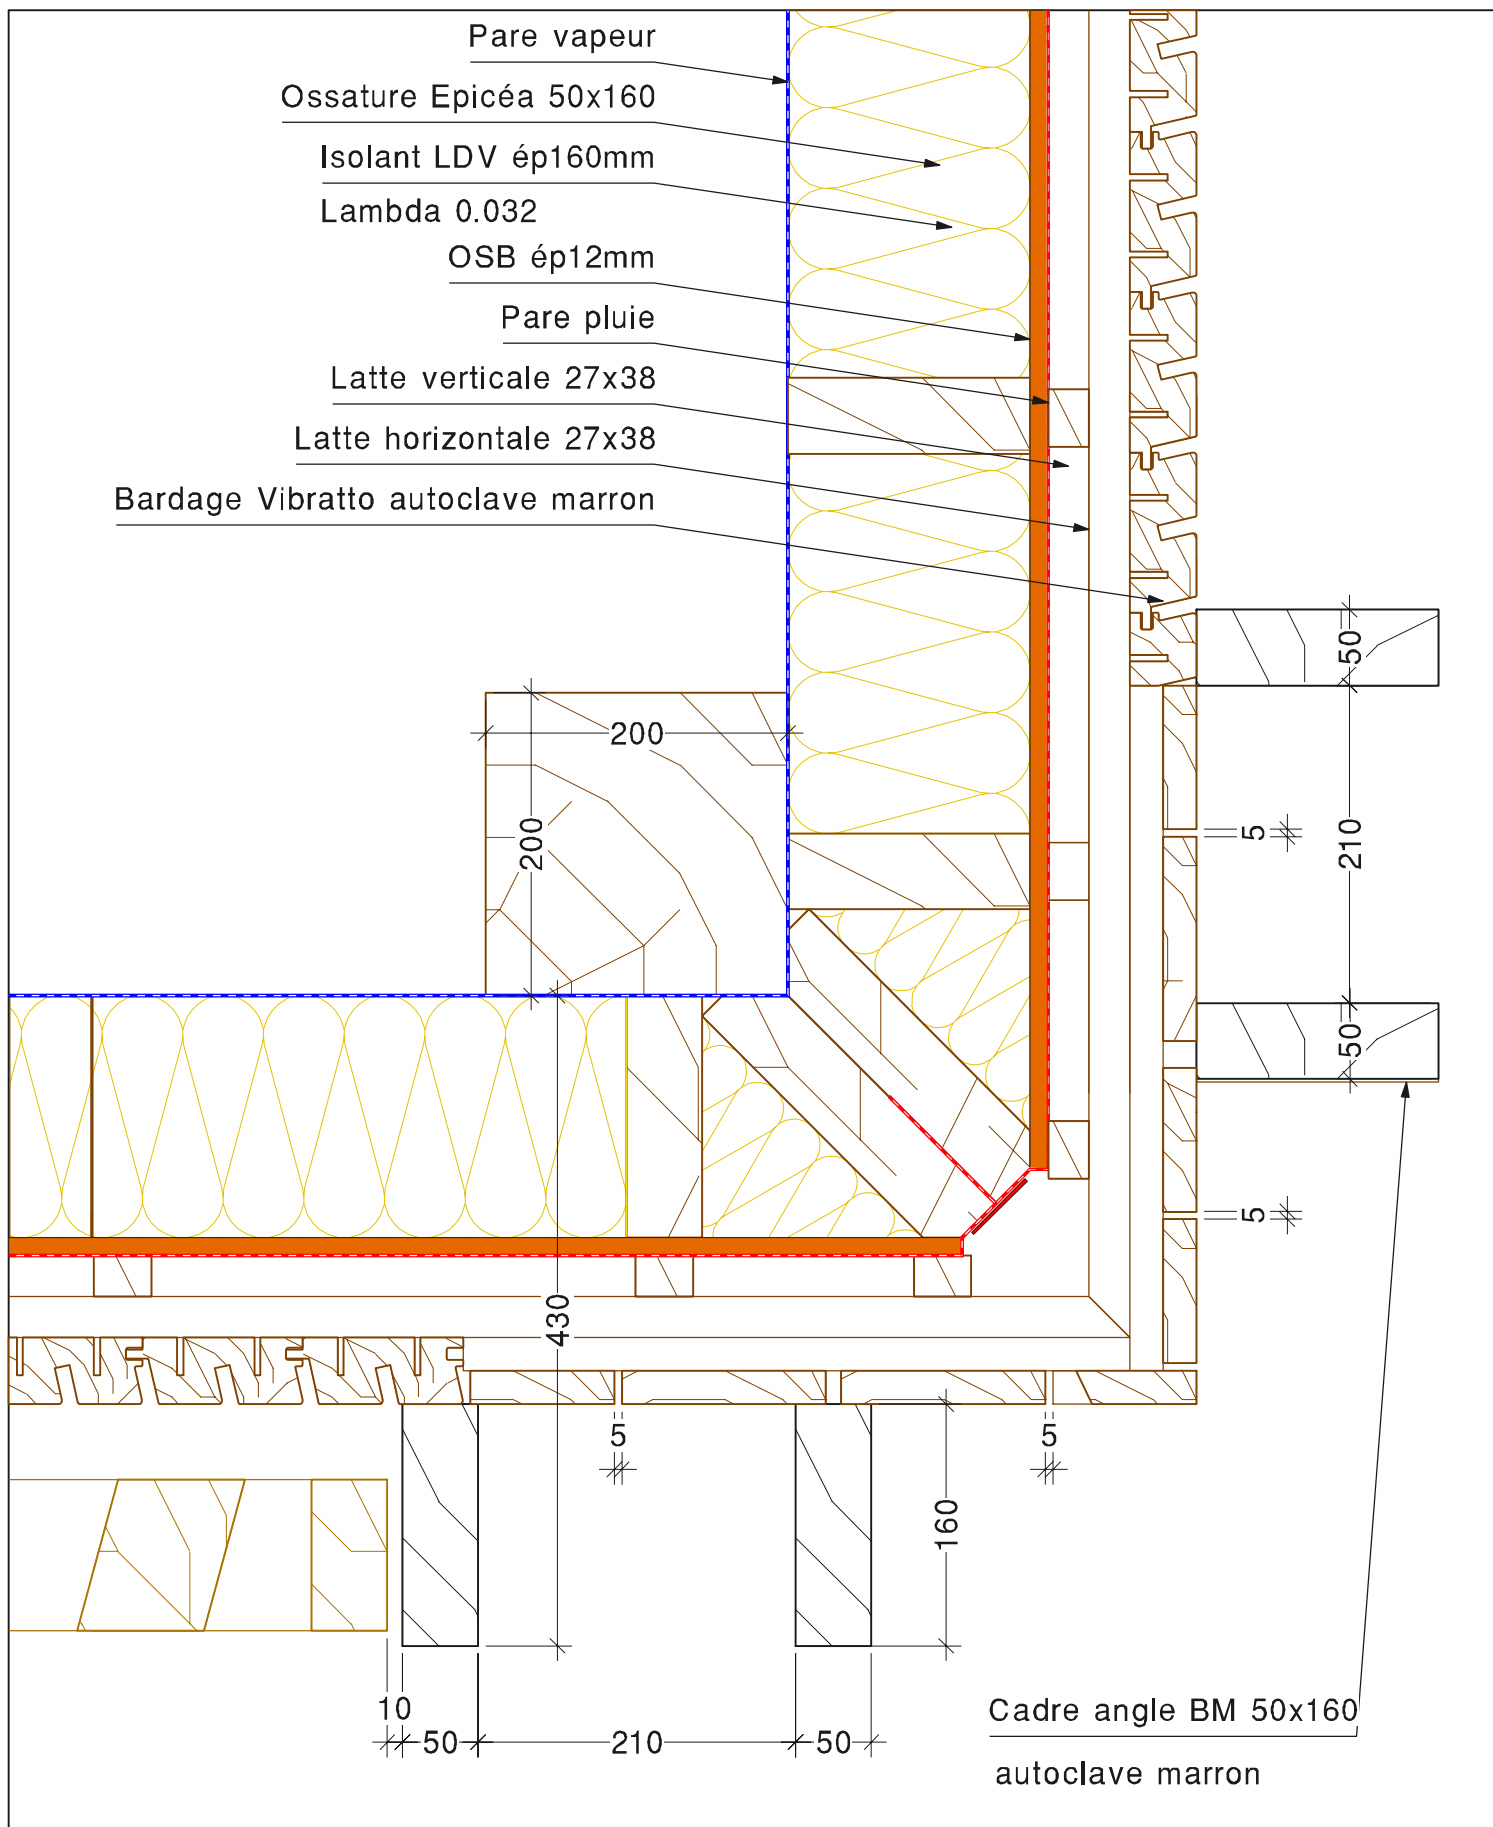 Pare vapeur
Ossature Epicéa 50x160
Isolant LDV ép160mm
Lambda 0.032
OSB ép12mm
Pare pluie
Latte verticale 27x38
Latte horizontale 27x38
Bardage Vibratto autoclave marron
50
200
200
5
210
50
5
430
5
5
160
10
50
210
50
Cadre angle BM 50x160
autoclave marron